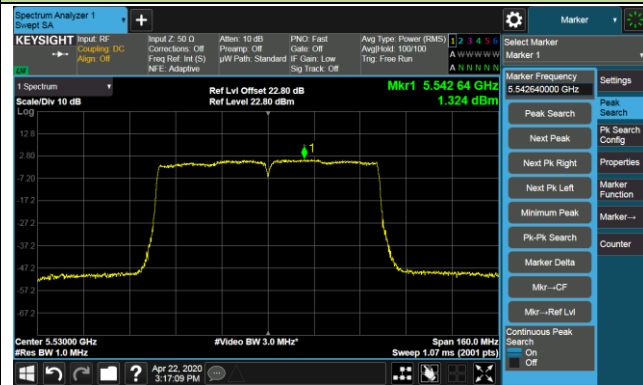 Spectrum Analyzer 1
Swept SA
Marker
KEYSIGHT
Input: RF
Coupling: DC
Align: Off
Input Z: 50 Ω
Corrections: Off
Freq Ref: Int (S)
NFE: Adaptive
Atten: 10 dB
Preamp: Off
µW Path: Standard
PNO: Fast
Gate: Off
IF Gain: Low
Sig Track: Off
Avg Type: Power (RMS)
Avg|Hold: 100/100
Trig: Free Run
1 2 3 4 5 6
A W W W W W
A N N N N N
Select Marker
Marker 1
1 Spectrum
Scale/Div 10 dB
Log
Ref Lvl Offset 22.80 dB
Ref Level 22.80 dBm
Mkr1 5.542 64 GHz
1.324 dBm
12.8
2.80
-7.20
-17.2
-27.2
-37.2
-47.2
-57.2
-67.2
1
Center 5.53000 GHz
#Res BW 1.0 MHz
#Video BW 3.0 MHz*
Span 160.0 MHz
Sweep 1.07 ms (2001 pts)
Marker Frequency
5.542640000 GHz
Peak Search
Next Peak
Next Pk Right
Next Pk Left
Minimum Peak
Pk-Pk Search
Marker Delta
Mkr→CF
Mkr→Ref Lvl
Continuous Peak
Search
On
Off
Settings
Peak
Search
Pk Search
Config
Properties
Marker
Function
Marker→
Counter
Apr 22, 2020
3:17:09 PM